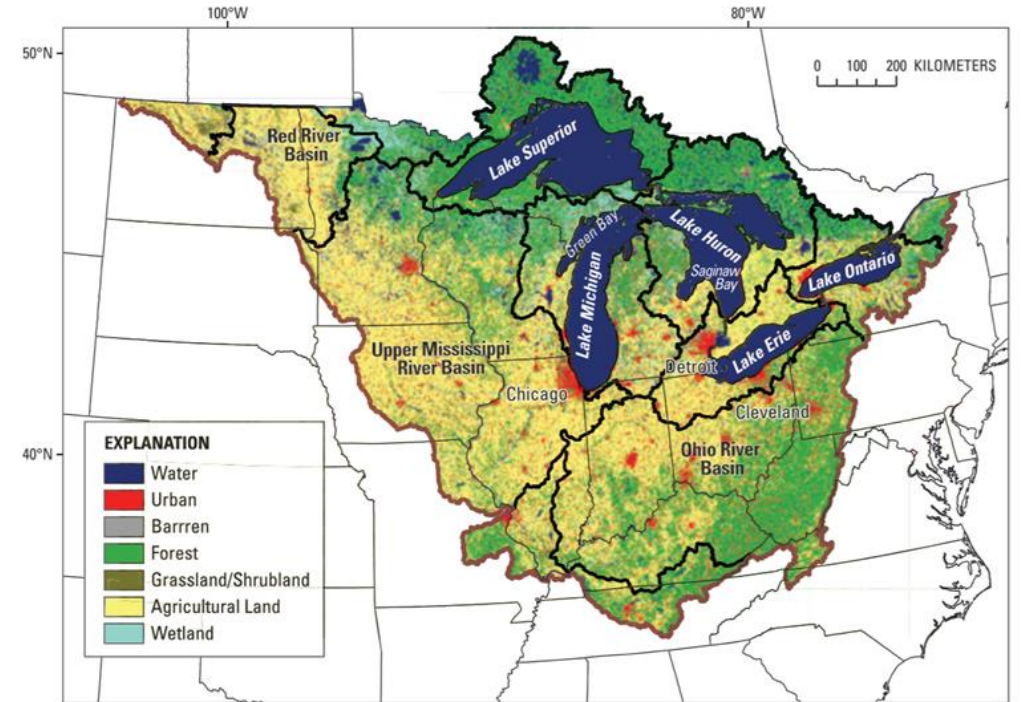 100°W
80°W
50°N
0 100 200 KILOMETERS
Red River
Basin
Lake Superior
Green Bay
Lake Huron
Saginaw
Bay
Lake Ontario
Lake Michigan
Lake Erie
Upper Mississippi
River Basin
Detroit
Chicago
Cleveland
Ohio River
Basin
40°N
EXPLANATION
Water
Urban
Barrren
Forest
Grassland/Shrubland
Agricultural Land
Wetland